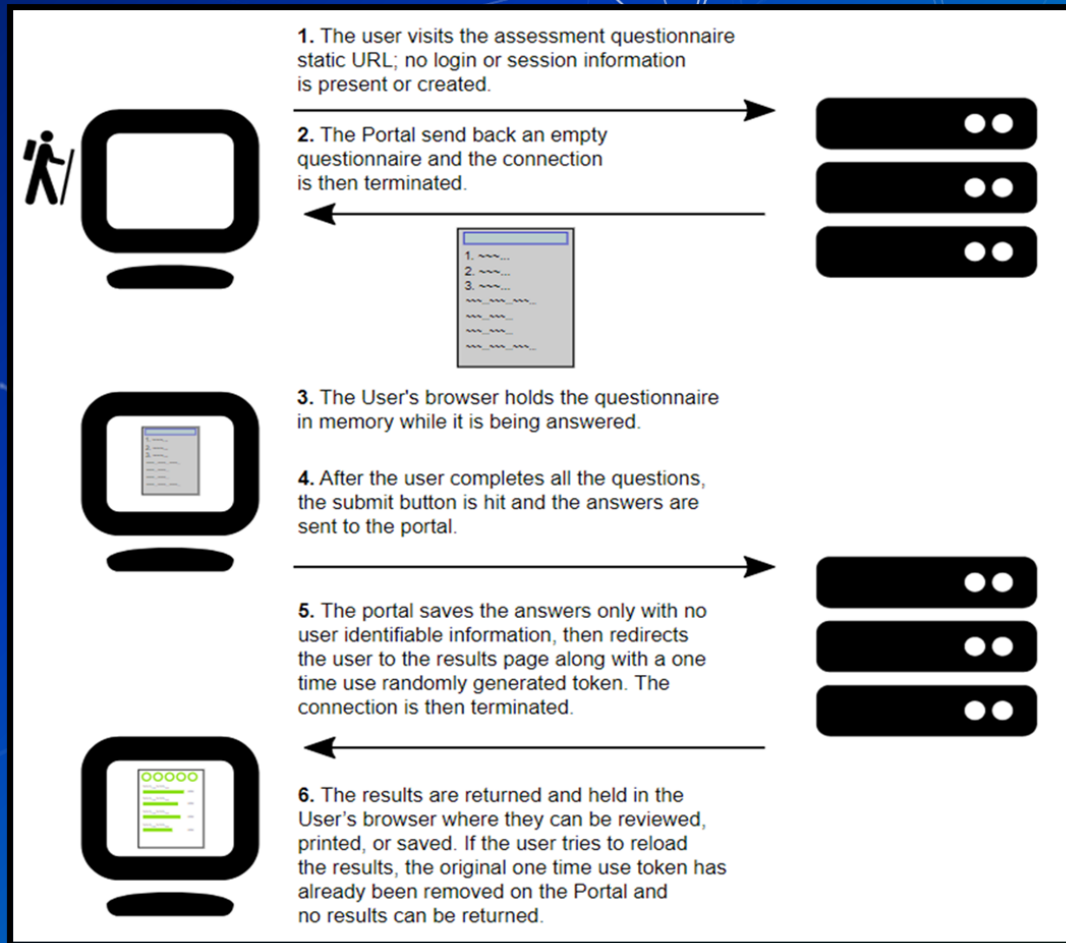 1. The user visits the assessment questionnaire
static URL; no login or session information
is present or created.
2. The Portal send back an empty
questionnaire and the connection
is then terminated.
1. ~~~...
2. ~~~...
3. ~~~...
3. The User's browser holds the questionnaire
in memory while it is being answered.
4. After the user completes all the questions,
the submit button is hit and the answers are
sent to the portal.
5. The portal saves the answers only with no
user identifiable information, then redirects
the user to the results page along with a one
time use randomly generated token. The
connection is then terminated.
6. The results are returned and held in the
User's browser where they can be reviewed,
printed, or saved. If the user tries to reload
the results, the original one time use token has
already been removed on the Portal and
no results can be returned.